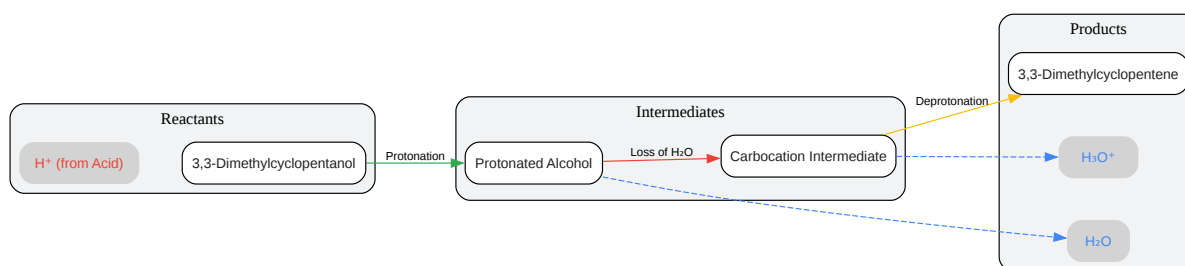 Reactants
H⁺ (from Acid)
3,3-Dimethylcyclopentanol
Protonation
Intermediates
Protonated Alcohol
Loss of H₂O
Carbocation Intermediate
Deprotonation
Products
3,3-Dimethylcyclopentene
H₃O⁺
H₂O